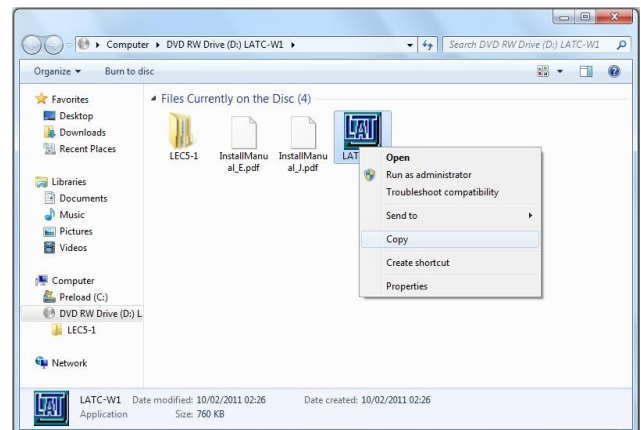 Computer ▸ DVD RW Drive (D:) LATC-W1 ▸
Search DVD RW Drive (D:) LATC-W1
Organize Burn to disc
Favorites
Desktop
Downloads
Recent Places
Libraries
Documents
Music
Pictures
Videos
Computer
Preload (C:)
DVD RW Drive (D:) L
LEC5-1
Network
Files Currently on the Disc (4)
LAT
LEC5-1
InstallManu
al_E.pdf
InstallManu
al_J.pdf
LAT
Open
Run as administrator
Troubleshoot compatibility
Send to
Copy
Create shortcut
Properties
LAT
LATC-W1 Date modified: 10/02/2011 02:26 Date created: 10/02/2011 02:26
Application Size: 760 KB